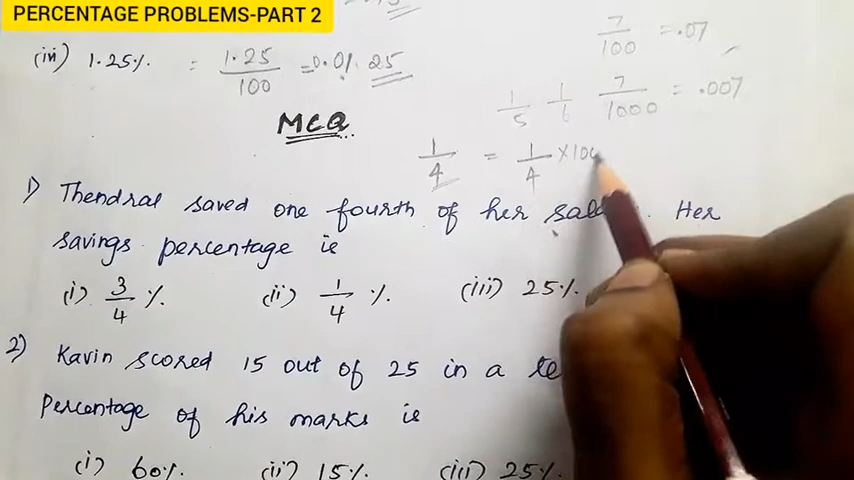 PERCENTAGE PROBLEMS-PART 2
(iii) 1.25% = 1.25/100 = 0.01.25
7/100 = .07
1/5 1/6 7/1000 = .007
MCQ
1/4 = 1/4 × 100
1) Thendral saved one fourth of her Her
savings percentage is
(i) 3/4 % (ii) 1/4 % (iii) 25%
2) Kavin scored 15 out of 25 in a
Percentage of his marks is
(i) 60% (ii) 15% (iii) 25%